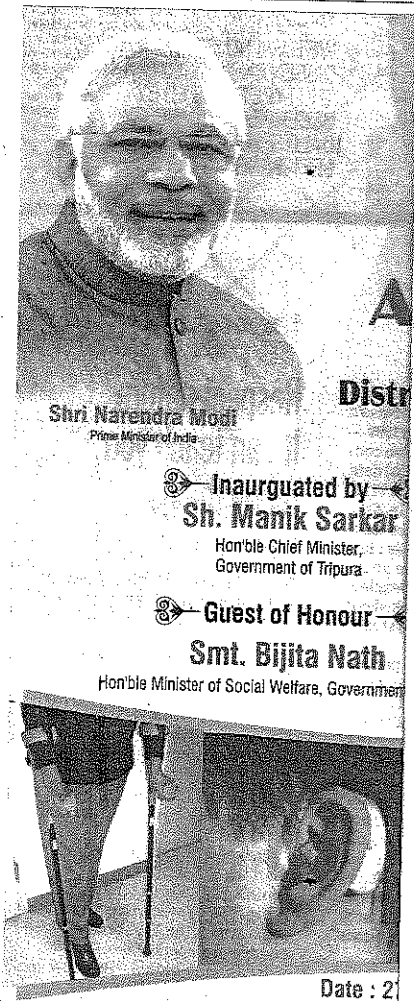 A
Distr
Shri Narendra Modi
Prime Minister of India
Inaurguated by
Sh. Manik Sarkar
Hon'ble Chief Minister,
Government of Tripura
Guest of Honour
Smt. Bijita Nath
Hon'ble Minister of Social Welfare, Governmen
Date : 21